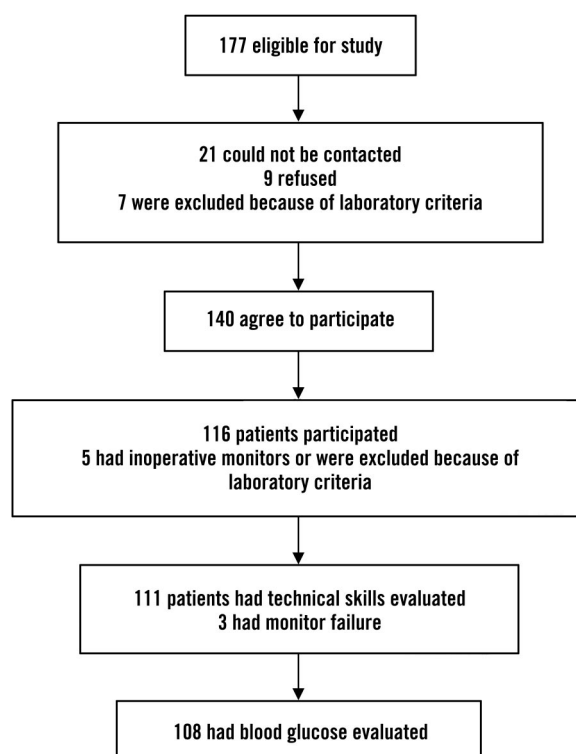 177 eligible for study
21 could not be contacted
9 refused
7 were excluded because of laboratory criteria
140 agree to participate
116 patients participated
5 had inoperative monitors or were excluded because of
laboratory criteria
111 patients had technical skills evaluated
3 had monitor failure
108 had blood glucose evaluated